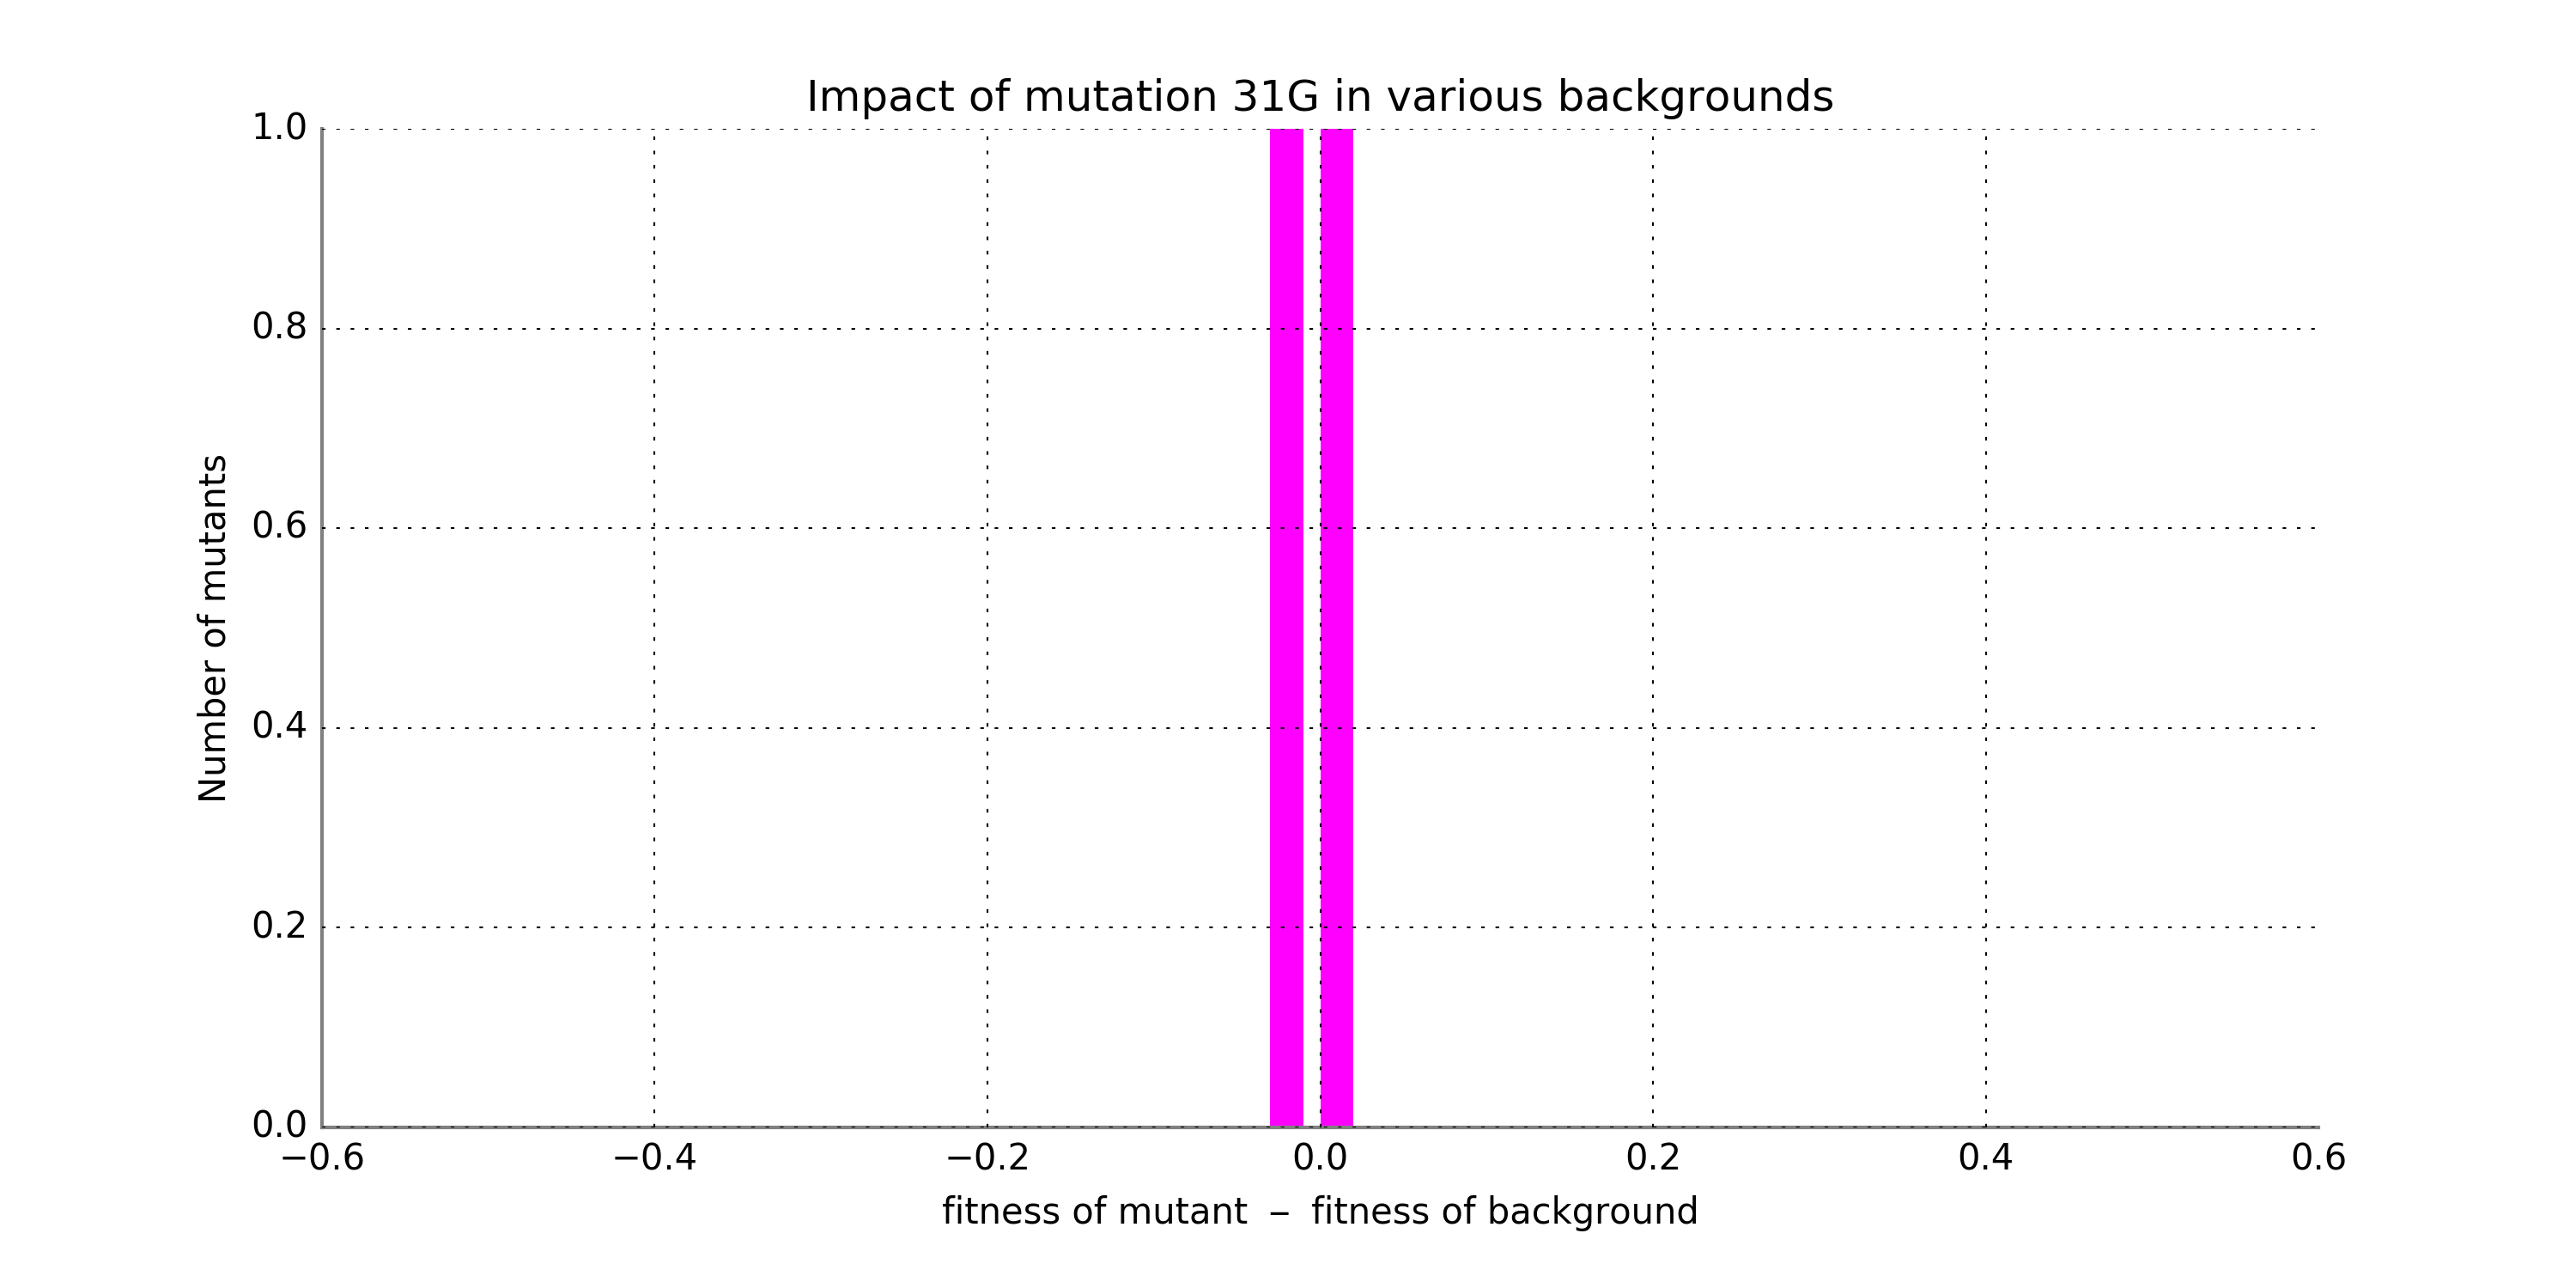 Impact of mutation 31G in various backgrounds
1.0
0.8
0.6
0.4
0.2
0.0
Number of mutants
−0.6 −0.4 −0.2 0.0 0.2 0.4 0.6
fitness of mutant − fitness of background